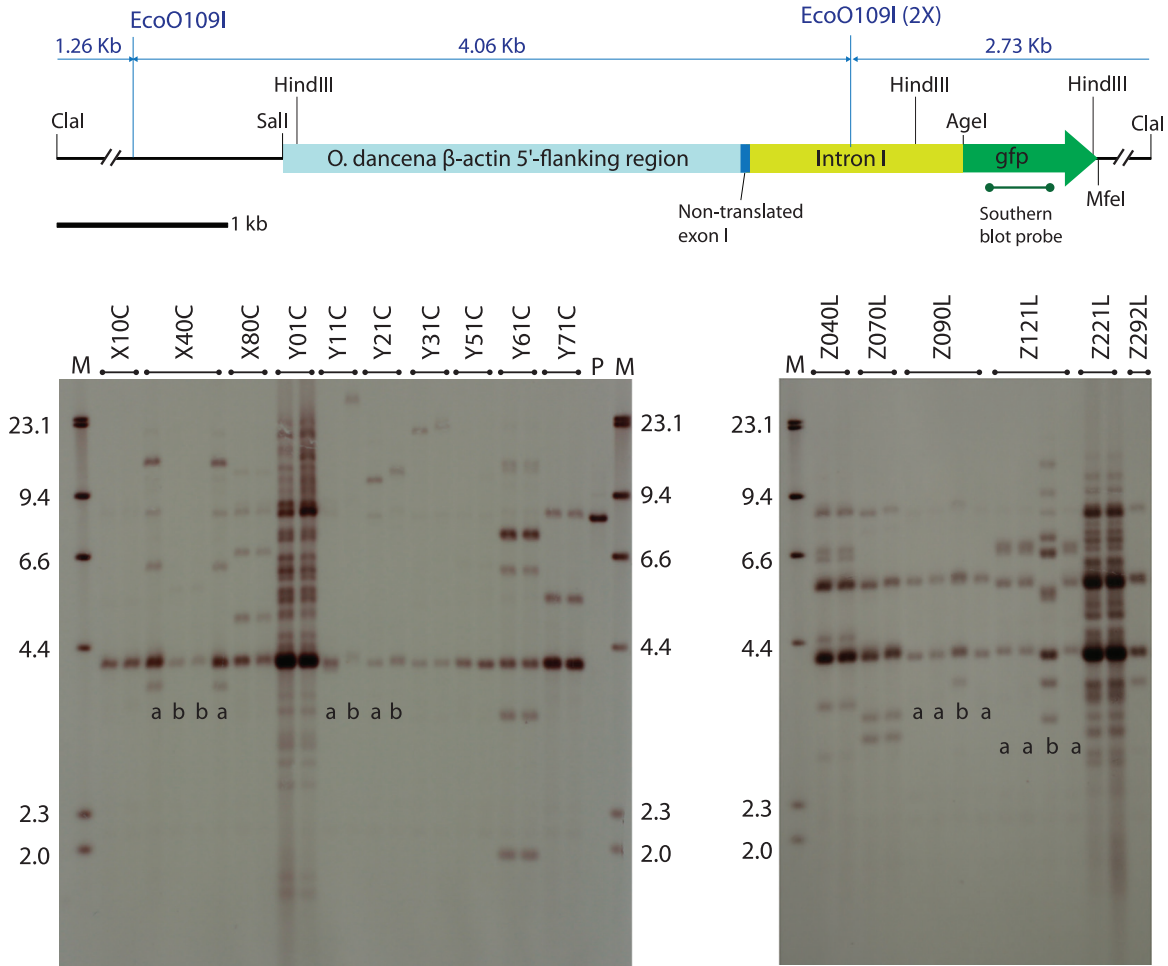 EcoO109I
EcoO109I (2X)
1.26 Kb
4.06 Kb
2.73 Kb
HindIII
HindIII
HindIII
ClaI
SalI
AgeI
ClaI
O. dancena β-actin 5'-flanking region
Intron I
gfp
MfeI
Non-translated
exon I
Southern
blot probe
1 kb
M
X10C
X40C
X80C
Y01C
Y11C
Y21C
Y31C
Y51C
Y61C
Y71C
P
M
23.1
9.4
6.6
4.4
2.3
2.0
23.1
9.4
6.6
4.4
2.3
2.0
a b b a
a b a b
M
Z040L
Z070L
Z090L
Z121L
Z221L
Z292L
23.1
9.4
6.6
4.4
2.3
2.0
a a b a
a a b a